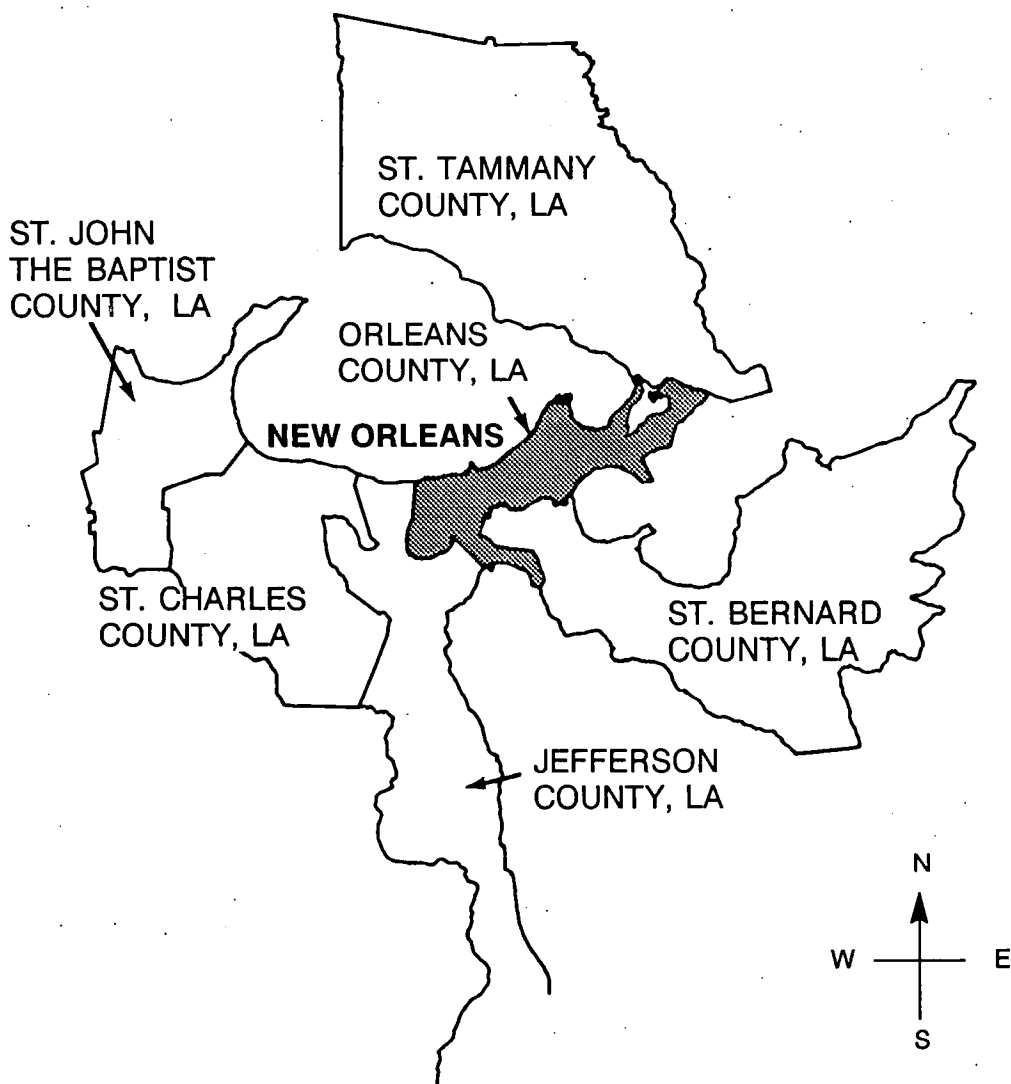 ST. TAMMANY
COUNTY, LA
ST. JOHN
THE BAPTIST
COUNTY, LA
ORLEANS
COUNTY, LA
NEW ORLEANS
ST. CHARLES
COUNTY, LA
ST. BERNARD
COUNTY, LA
JEFFERSON
COUNTY, LA
N
W E
S